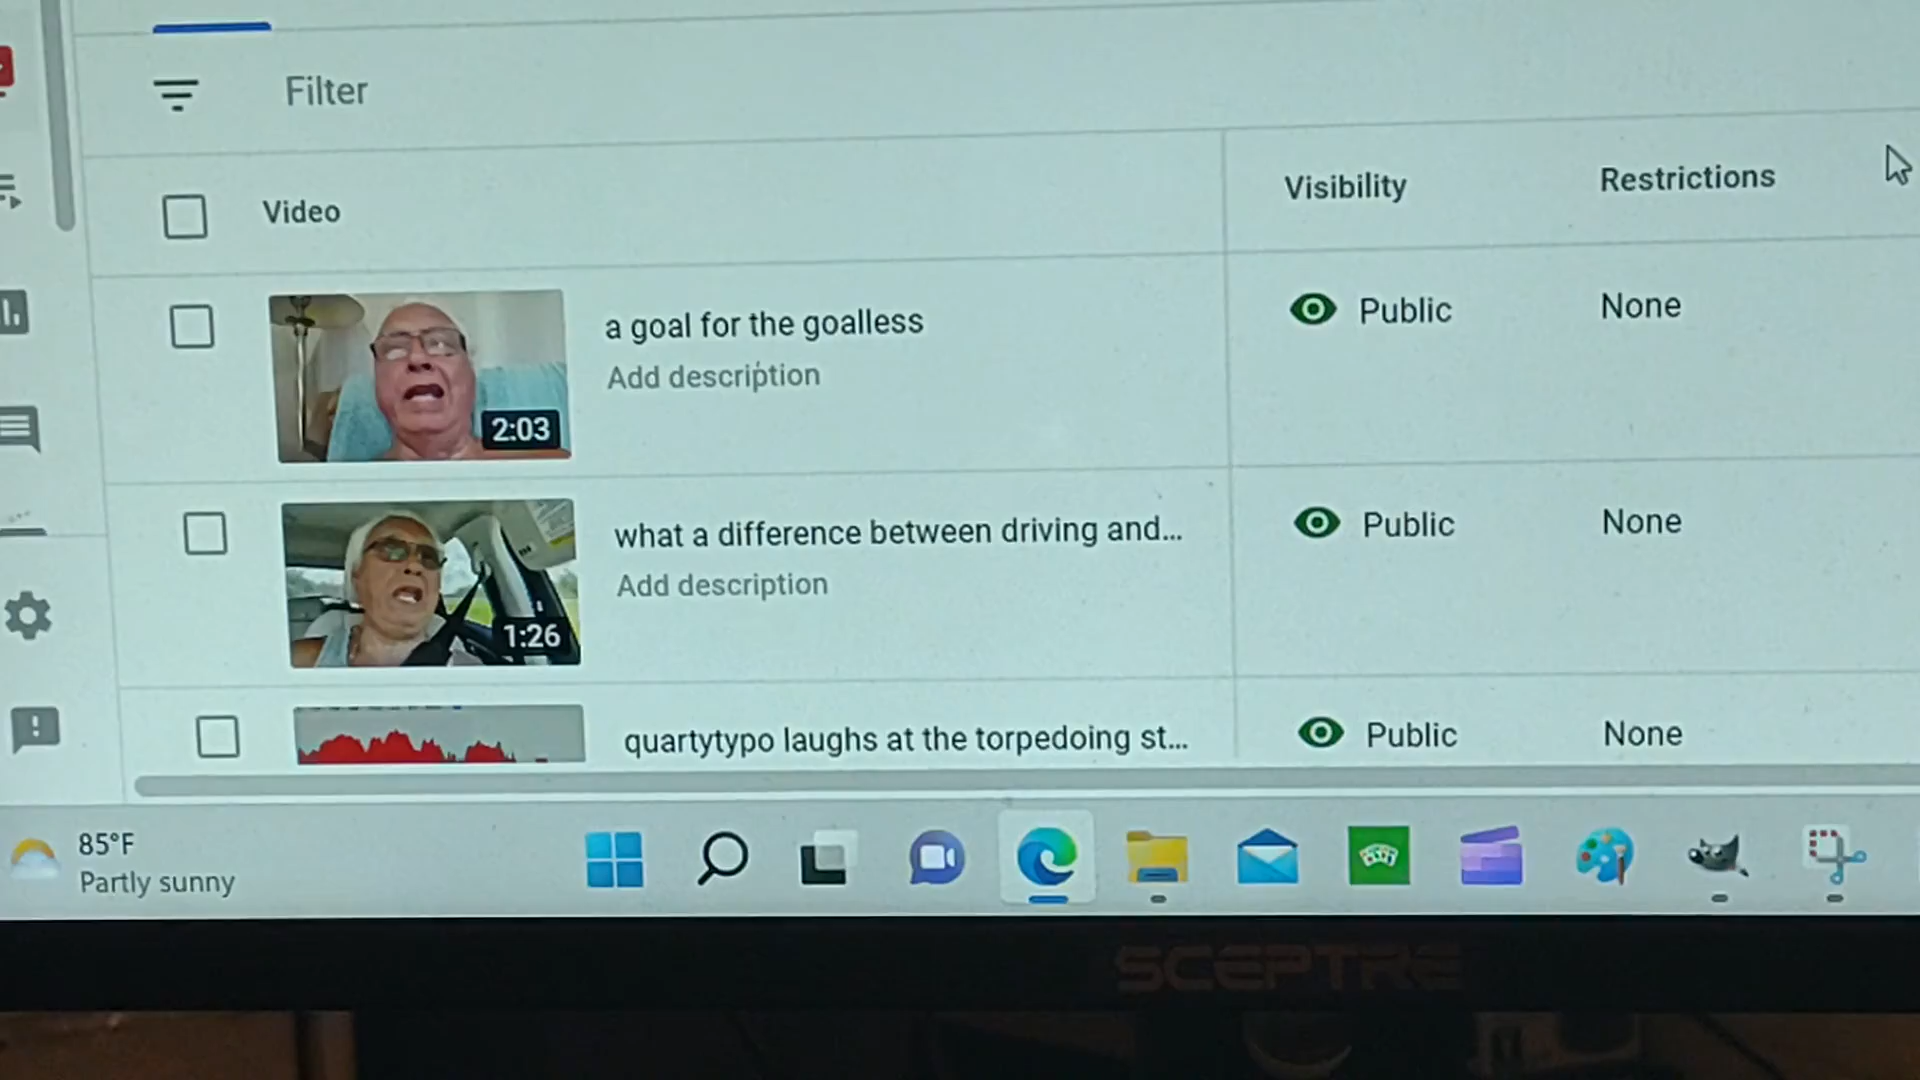 Filter
Video Visibility Restrictions
a goal for the goalless Public None
Add description
2:03
what a difference between driving and... Public None
Add description
1:26
quartytypo laughs at the torpedoing st... Public None
85°F
Partly sunny
SCEPTRE